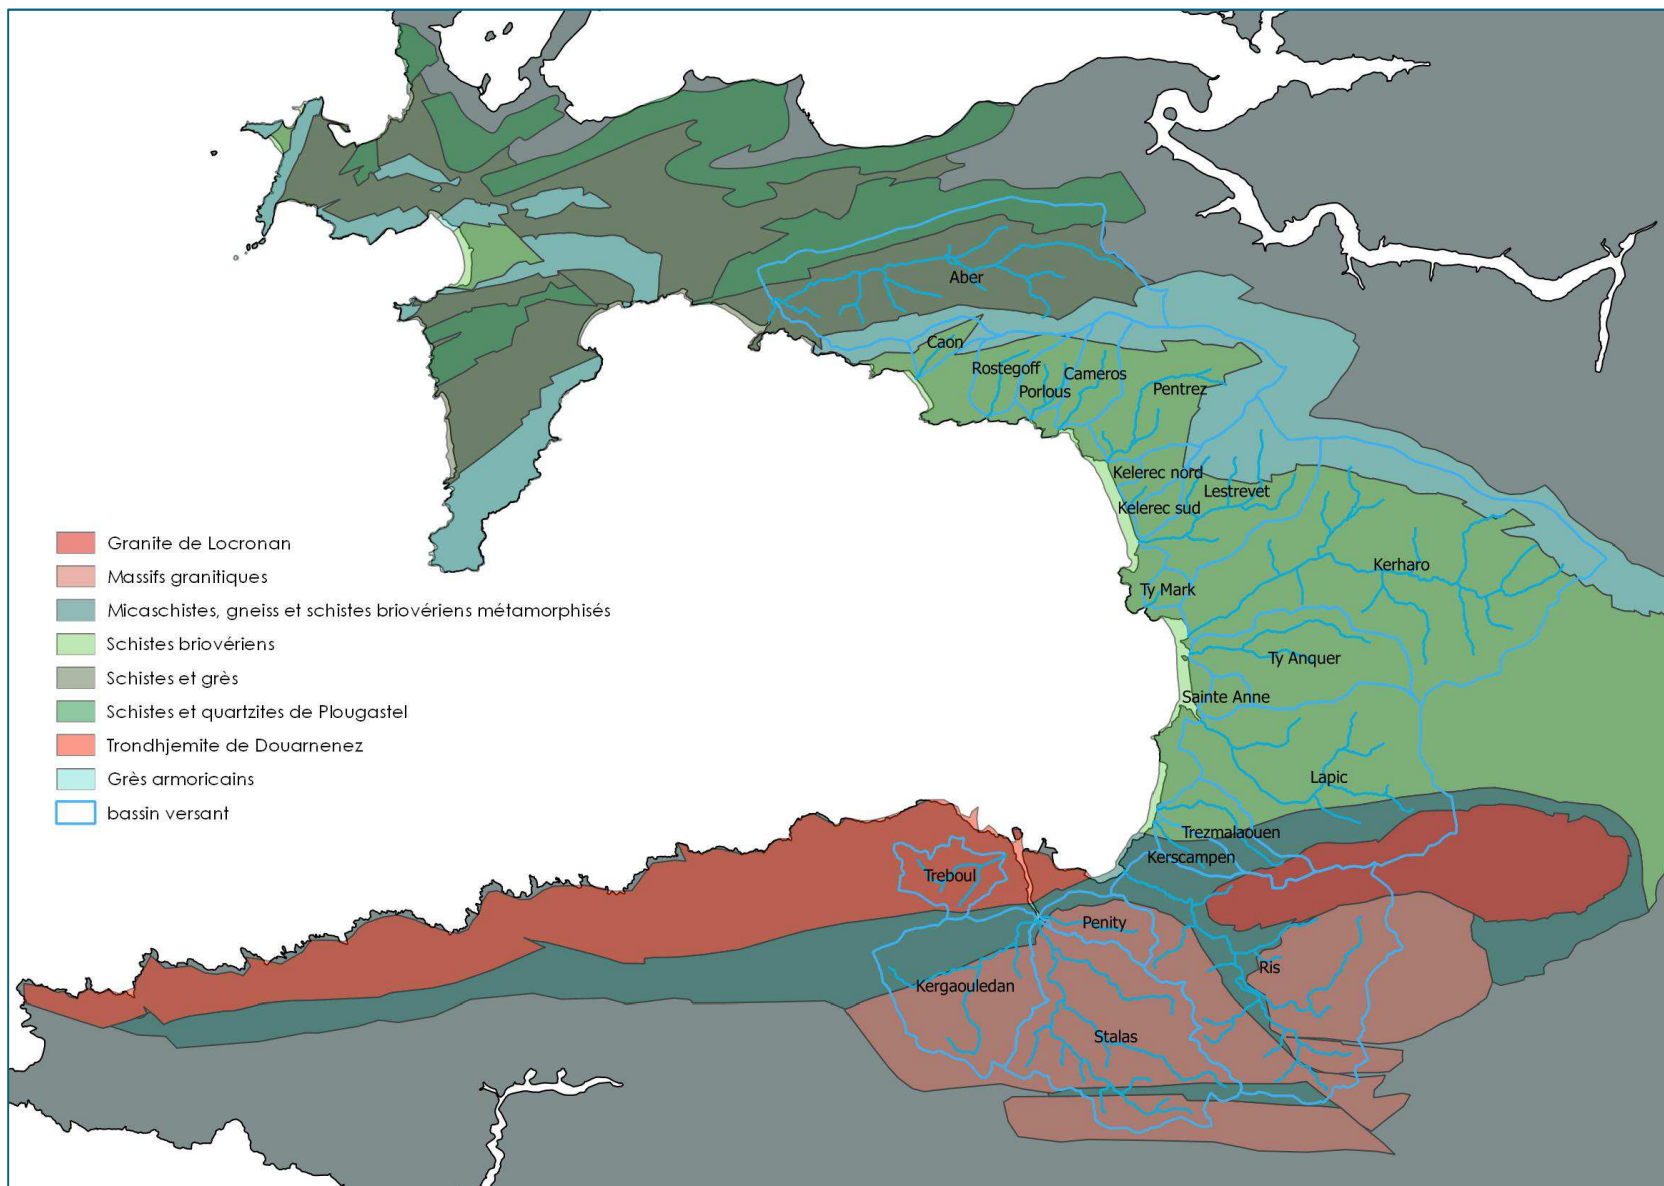 Aber
Caon
Rostegoff
Cameros
Porlous
Pentrez
Kelerec nord
Lestrevet
Kelerec sud
Kerharo
Ty Mark
Ty Anquer
Sainte Anne
Lapic
Trezmalaouen
Kerscampen
Treboul
Penity
Ris
Kergaouledan
Stalas
Granite de Locronan
Massifs granitiques
Micaschistes, gneiss et schistes briovériens métamorphisés
Schistes briovériens
Schistes et grès
Schistes et quartzites de Plougastel
Trondhjemite de Douarnenez
Grès armoricains
bassin versant